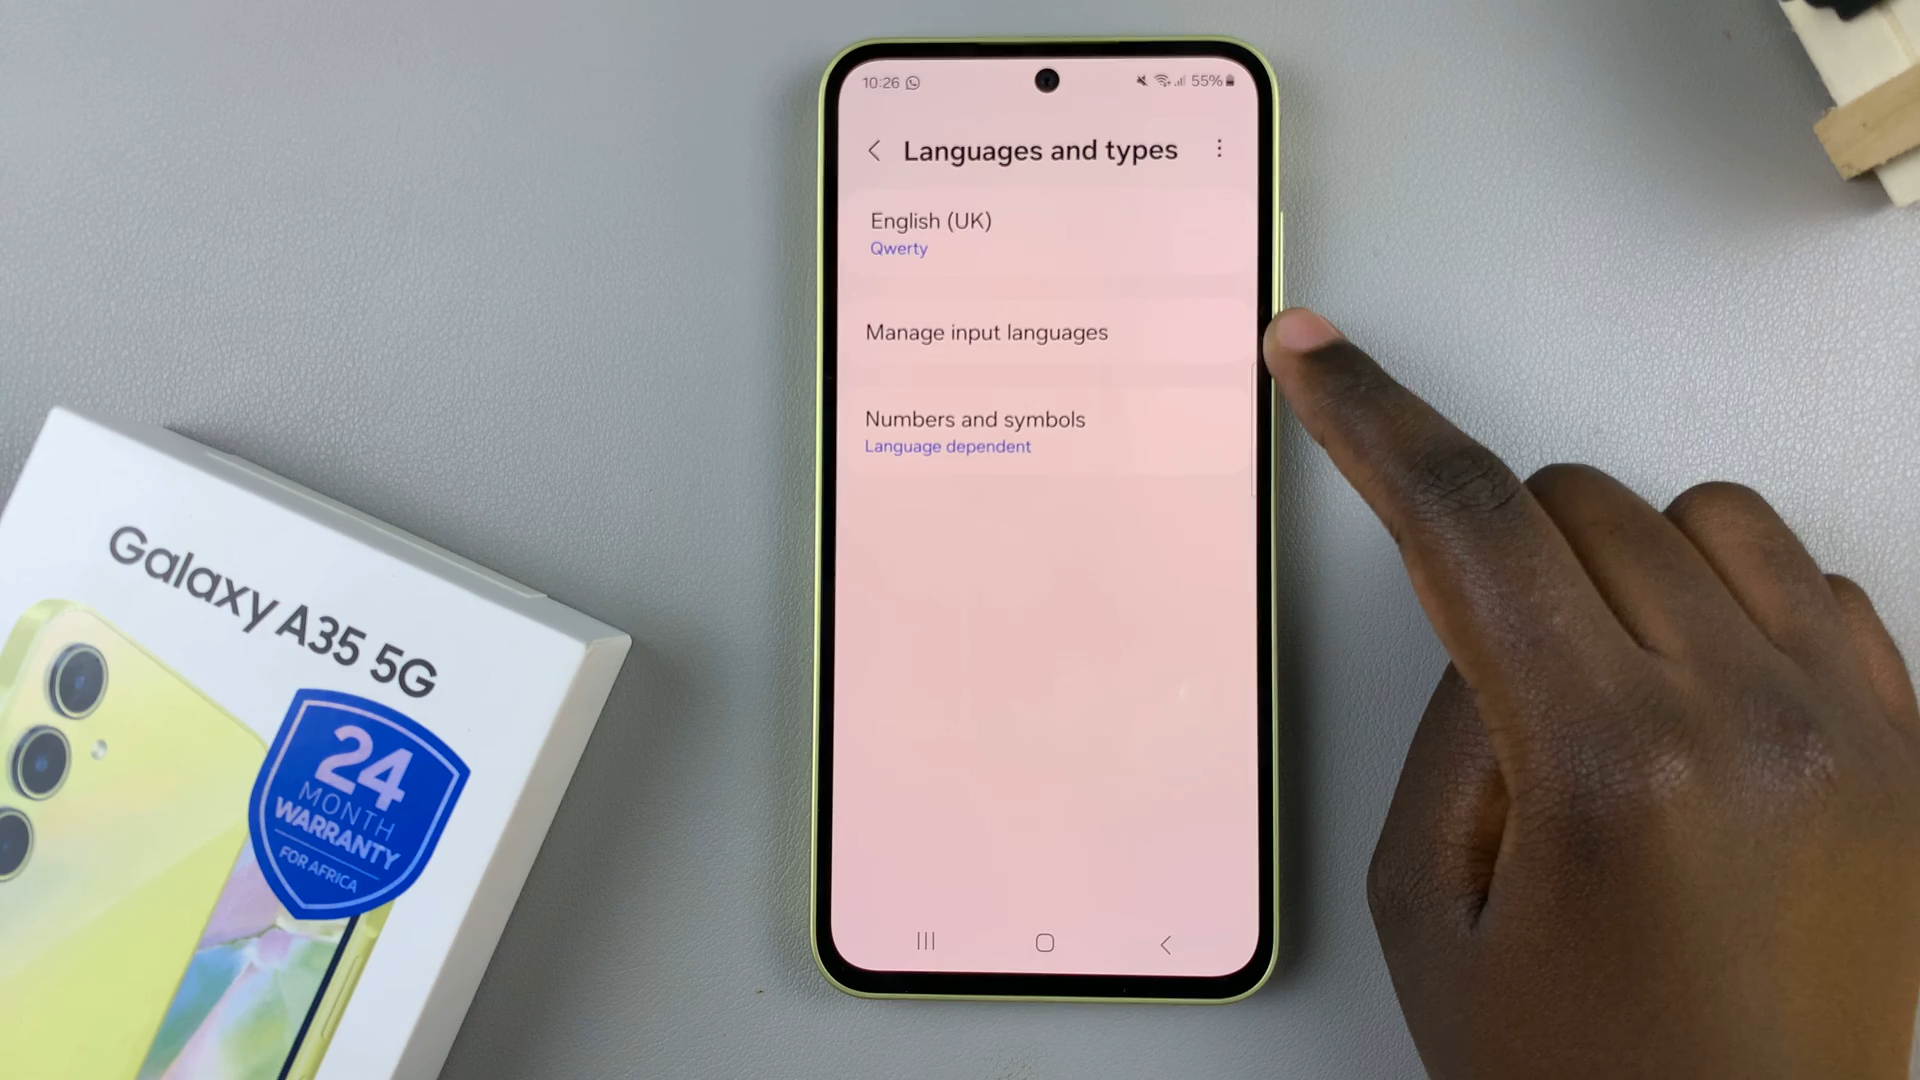 10:26
55%
Languages and types
English (UK)
Qwerty
Manage input languages
Numbers and symbols
Language dependent
Galaxy A35 5G
24
MONTH
WARRANTY
FOR AFRICA